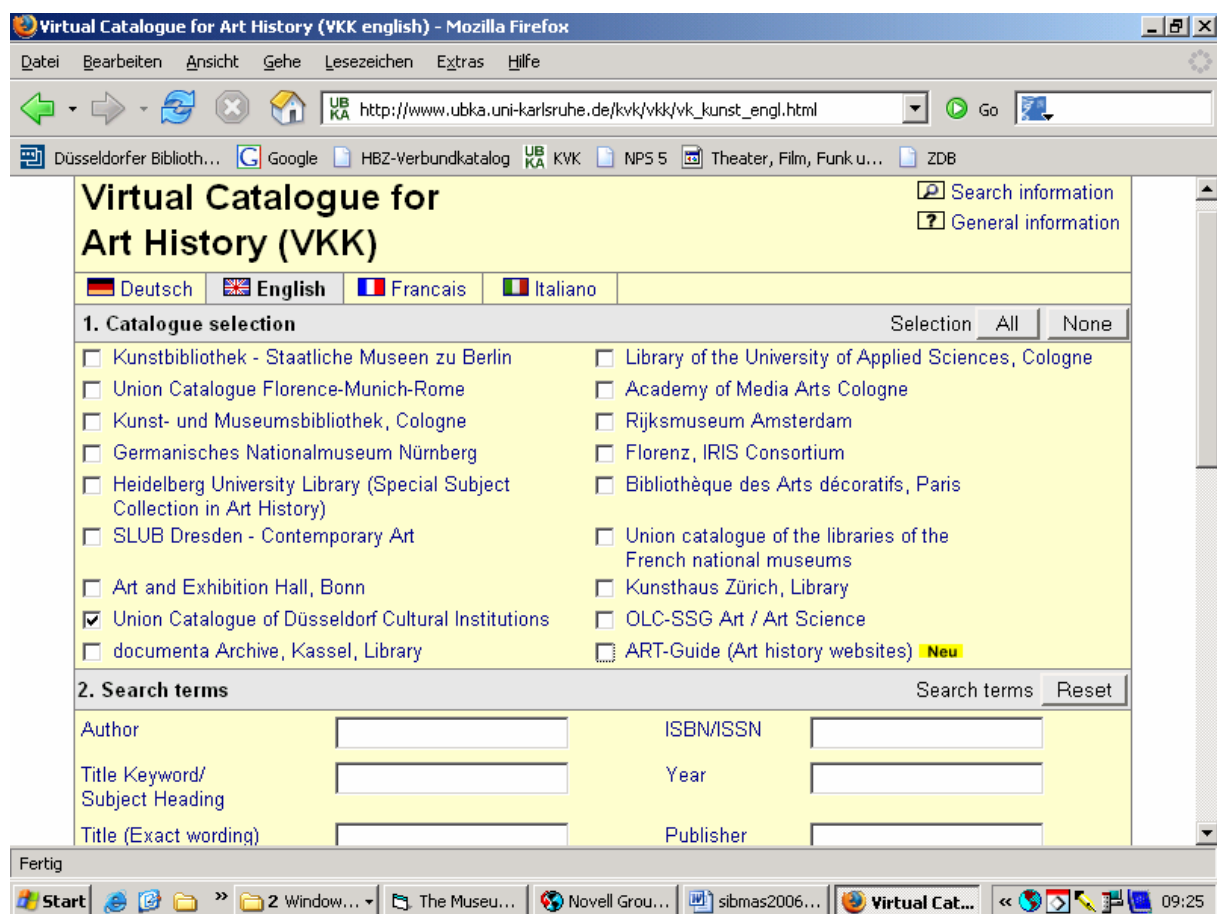 Virtual Catalogue for Art History (VKK english) - Mozilla Firefox
Datei Bearbeiten Ansicht Gehe Lesezeichen Extras Hilfe
UB KA http://www.ubka.uni-karlsruhe.de/kvk/vkk/vk_kunst_engl.html Go
Düsseldorfer Biblioth... Google HBZ-Verbundkatalog UB KA KVK NPS 5 Theater, Film, Funk u... ZDB
Virtual Catalogue for
Art History (VKK)
Search information
? General information
Deutsch English Francais Italiano
1. Catalogue selection Selection All None
Kunstbibliothek - Staatliche Museen zu Berlin
Library of the University of Applied Sciences, Cologne
Union Catalogue Florence-Munich-Rome
Academy of Media Arts Cologne
Kunst- und Museumsbibliothek, Cologne
Rijksmuseum Amsterdam
Germanisches Nationalmuseum Nürnberg
Florenz, IRIS Consortium
Heidelberg University Library (Special Subject
Collection in Art History)
Bibliothèque des Arts décoratifs, Paris
SLUB Dresden - Contemporary Art
Union catalogue of the libraries of the
French national museums
Art and Exhibition Hall, Bonn
Kunsthaus Zürich, Library
Union Catalogue of Düsseldorf Cultural Institutions
OLC-SSG Art / Art Science
documenta Archive, Kassel, Library
ART-Guide (Art history websites) Neu
2. Search terms Search terms Reset
Author ISBN/ISSN
Title Keyword/
Subject Heading
Year
Title (Exact wording) Publisher
Fertig
Start » 2 Window... The Museu... Novell Grou... sibmas2006... Virtual Cat... « 09:25